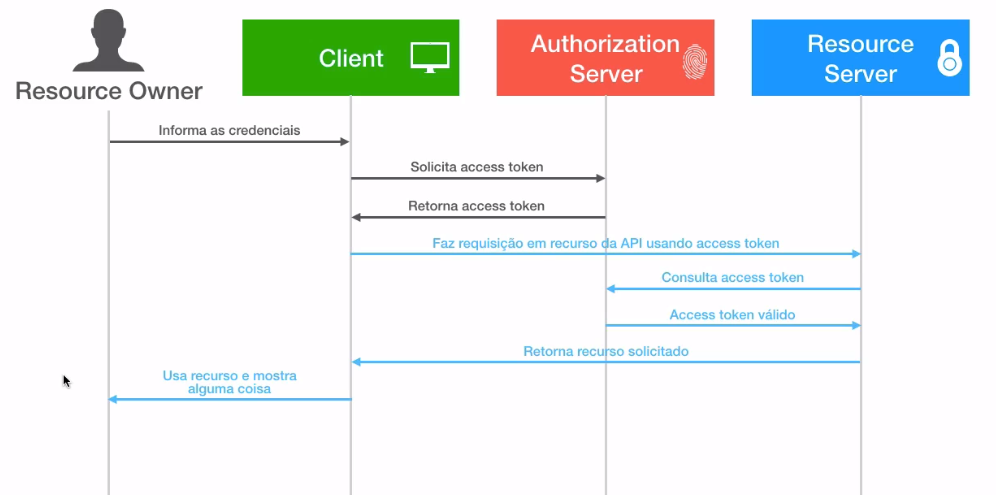 Resource Owner
Client
Authorization
Server
Resource
Server
Informa as credenciais
Solicita access token
Retorna access token
Faz requisição em recurso da API usando access token
Consulta access token
Access token válido
Retorna recurso solicitado
Usa recurso e mostra
alguma coisa